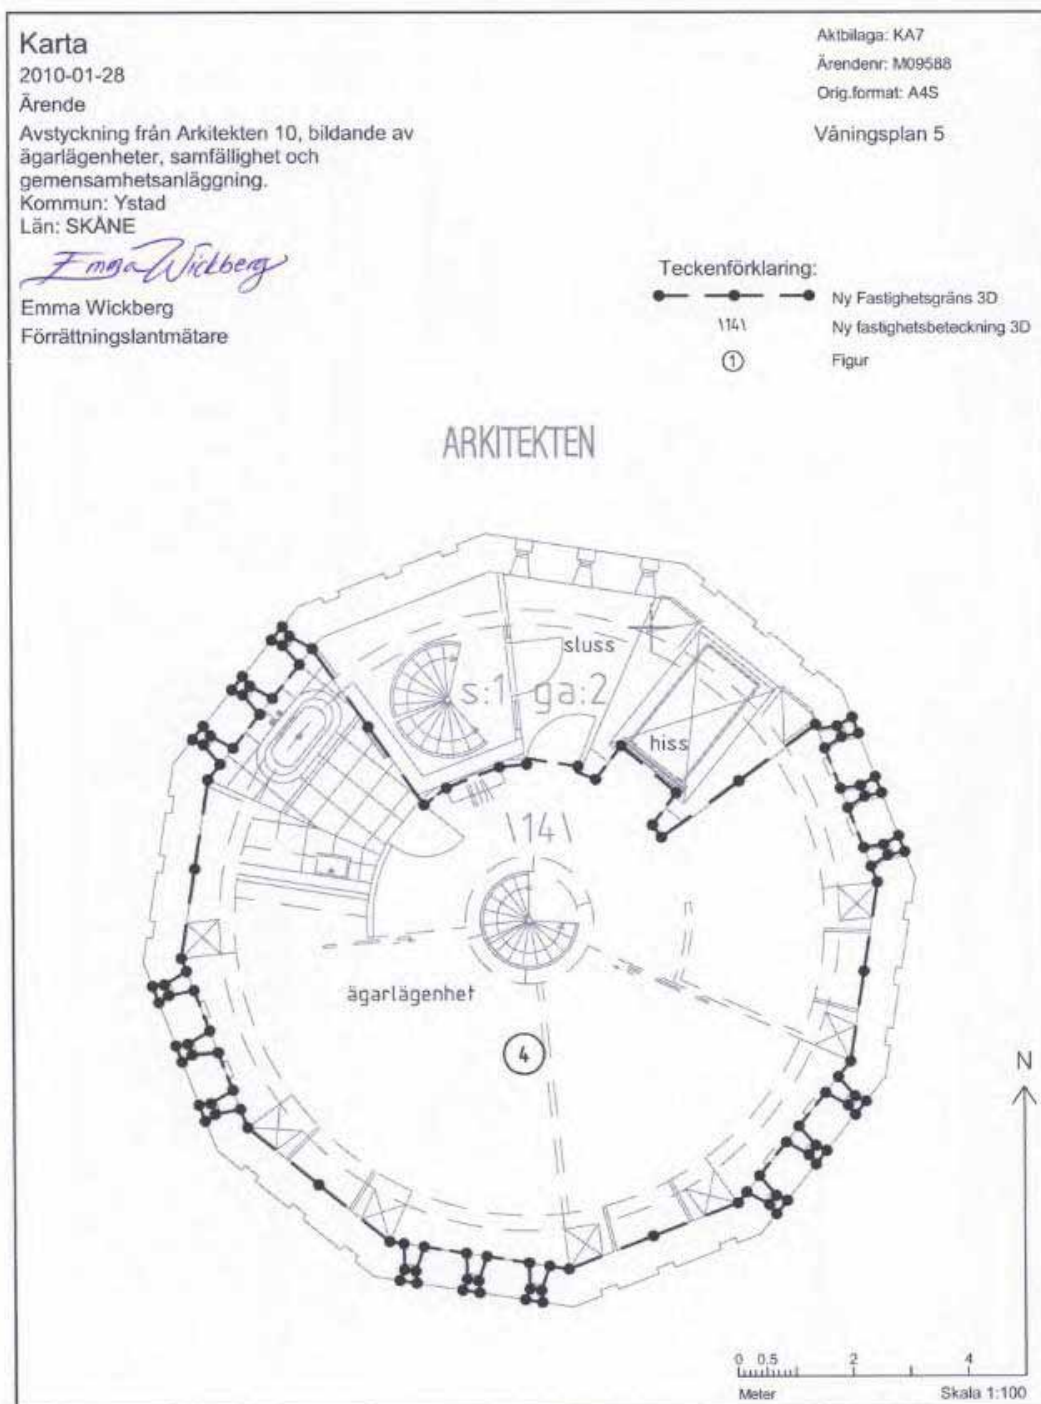 Karta
2010-01-28
Ärende
Avstyckning från Arkitekten 10, bildande av
ägarlägenheter, samfällighet och
gemensamhetsanläggning.
Kommun: Ystad
Län: SKÅNE
Emma Wickberg
Emma Wickberg
Förrättningslantmätare
Aktbilaga: KA7
Ärendenr: M09588
Orig.format: A4S
Våningsplan 5
Teckenförklaring:
Ny Fastighetsgräns 3D
\14\ Ny fastighetsbeteckning 3D
1 Figur
ARKITEKTEN
sluss
s:1 ga:2
hiss
\14\
ägarlägenhet
4
N
0 0.5 2 4
Meter Skala 1:100